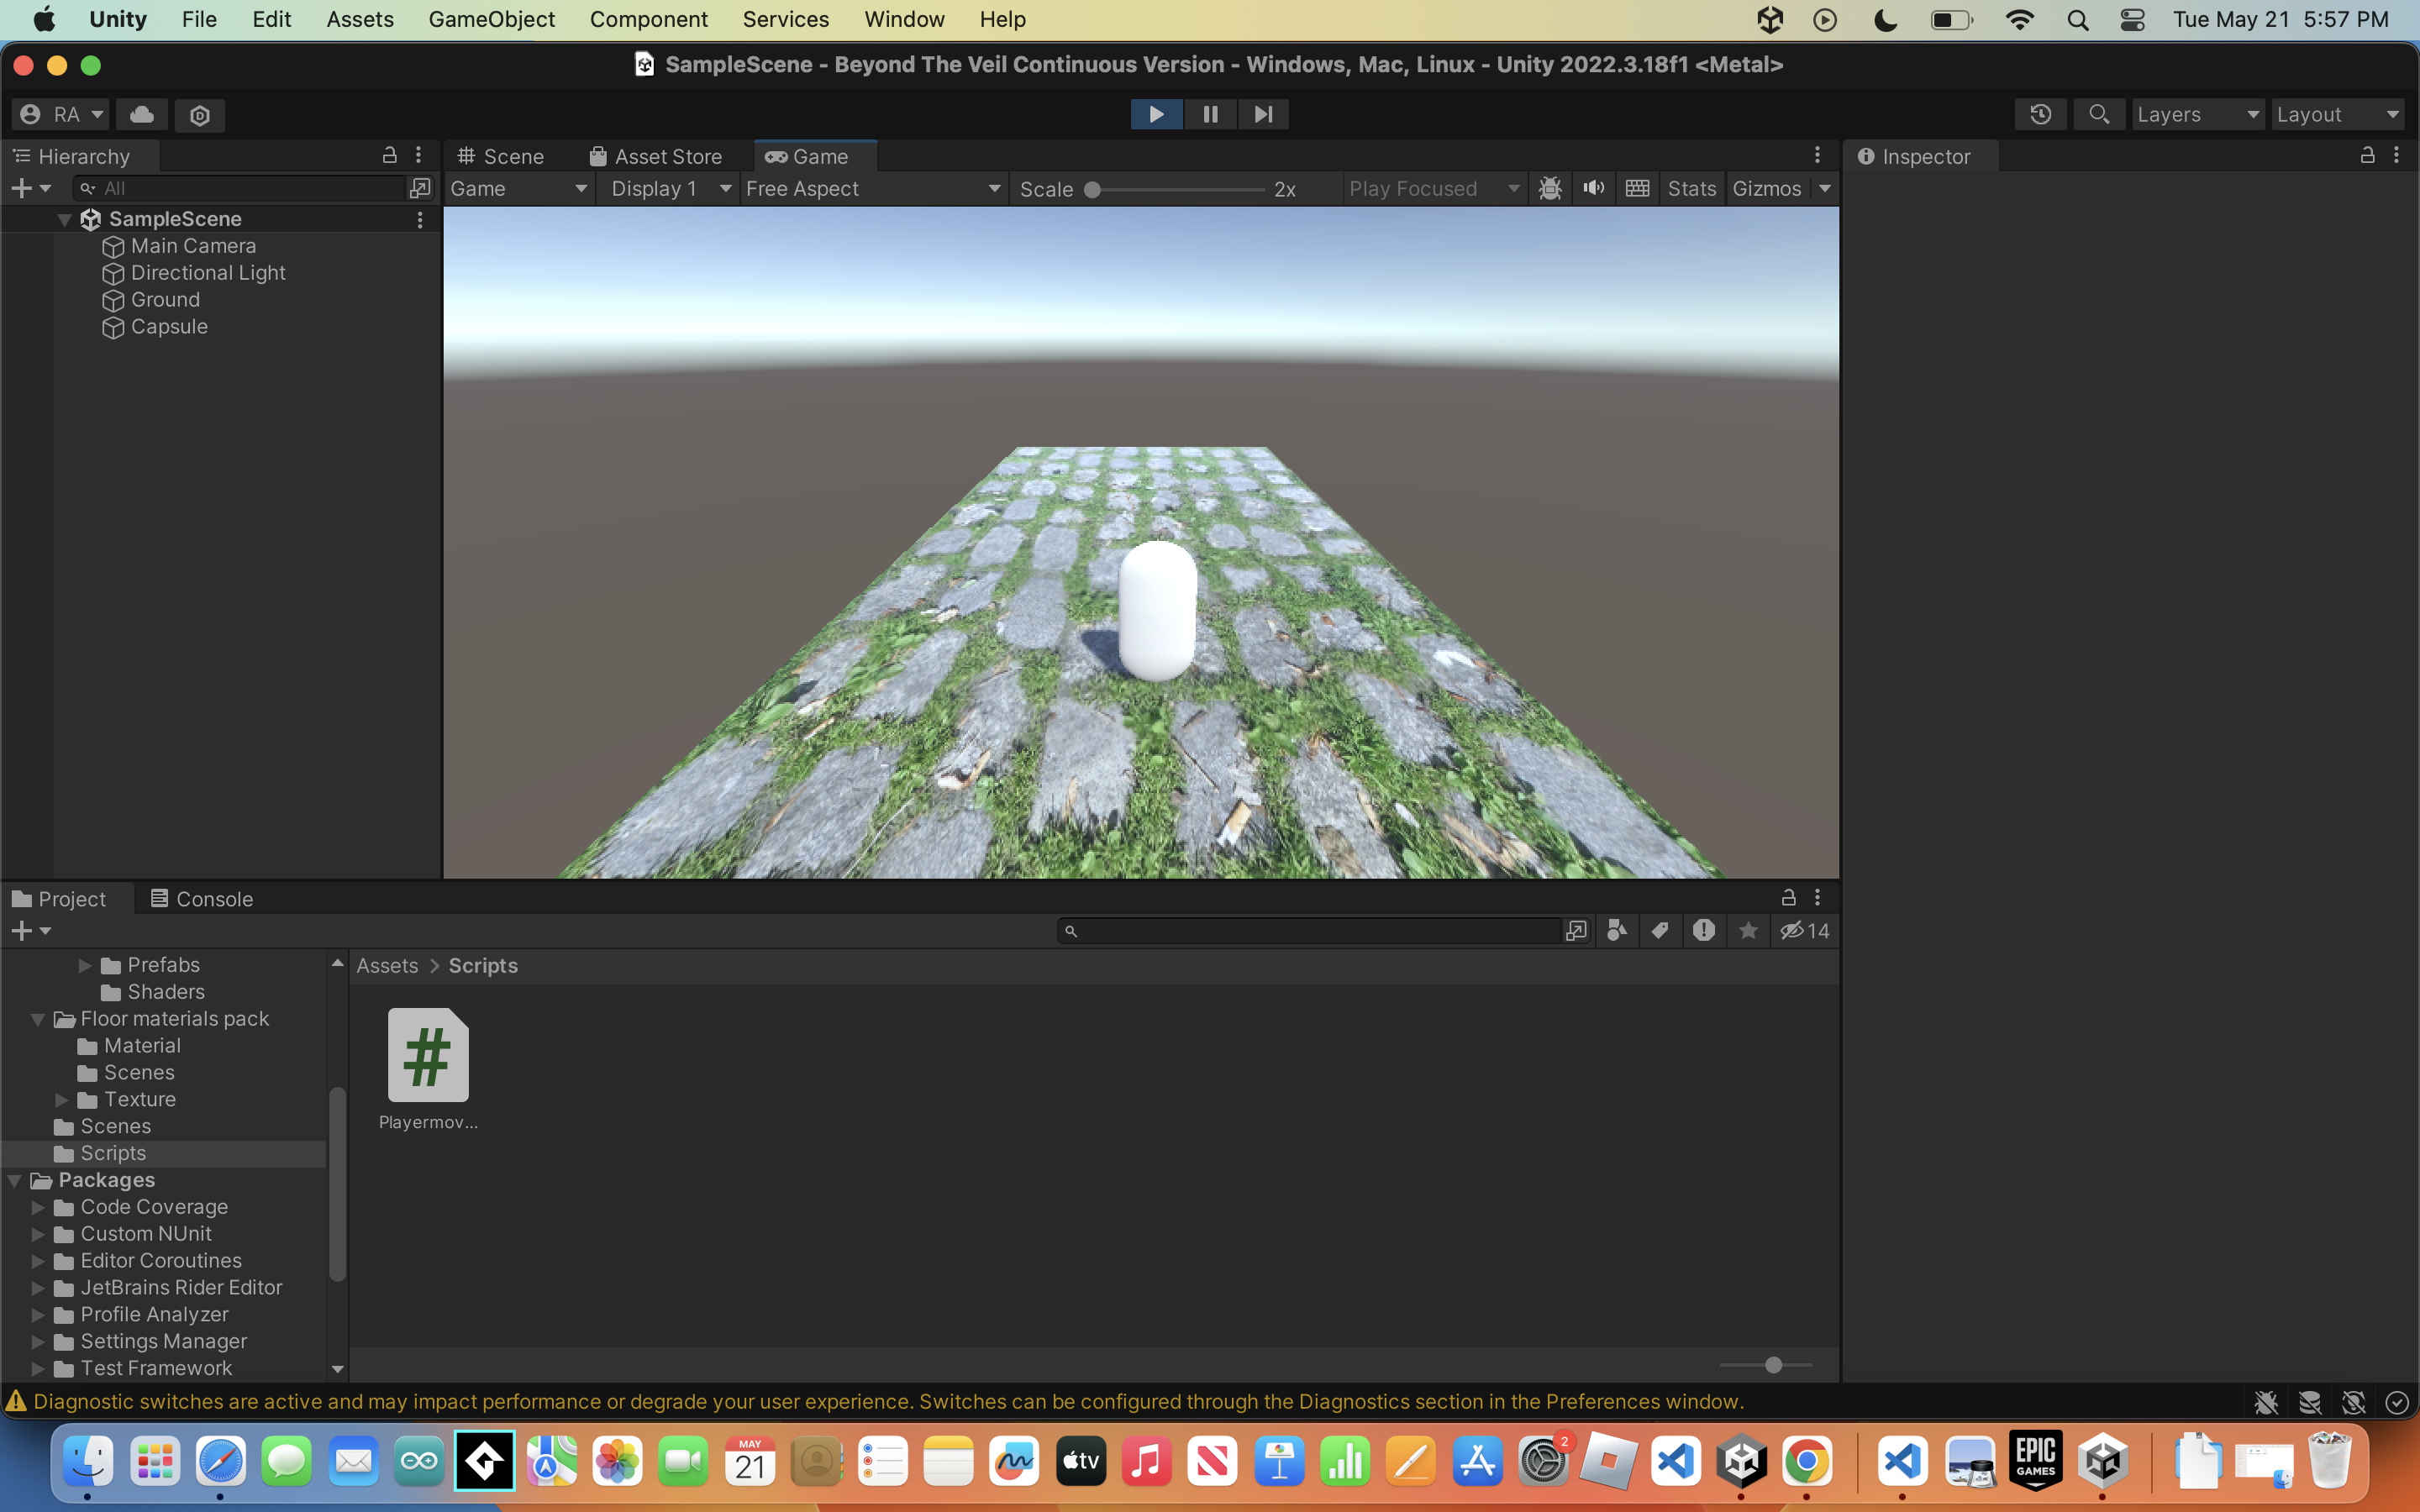 Unity File Edit Assets GameObject Component Services Window Help Tue May 21 5:57 PM
SampleScene - Beyond The Veil Continuous Version - Windows, Mac, Linux - Unity 2022.3.18f1 <Metal>
RA Layers Layout
Hierarchy Scene Asset Store Game Inspector
All Game Display 1 Free Aspect Scale 2x Play Focused Stats Gizmos
SampleScene
Main Camera
Directional Light
Ground
Capsule
Project Console
14
Assets > Scripts
Prefabs
Shaders
Floor materials pack
Material
Scenes
Texture
Scenes
Scripts
Packages
Code Coverage
Custom NUnit
Editor Coroutines
JetBrains Rider Editor
Profile Analyzer
Settings Manager
Test Framework
#
Playermov...
Diagnostic switches are active and may impact performance or degrade your user experience. Switches can be configured through the Diagnostics section in the Preferences window.
MAY
21
tv
2
EPIC
GAMES